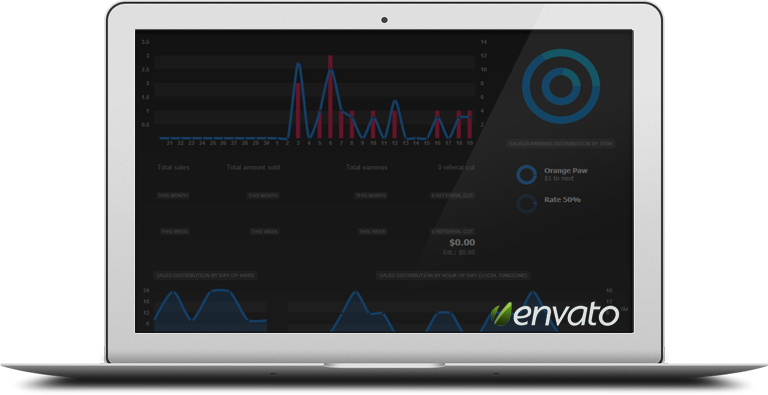 3.5 14
3 12
2.5 10
2 8
1.5 6
1 4
0.5 2
21 22 23 24 25 26 27 28 29 30 1 2 3 4 5 6 7 8 9 10 11 12 13 14 15 16 17 18 19
SALES/EARNING DISTRIBUTION BY ITEM
Total sales Total amount sold Total earnings $ referal cut
Orange Paw
$1 to next
THIS MONTH THIS MONTH THIS MONTH $ REFERRAL CUT
Rate 50%
THIS WEEK THIS WEEK THIS WEEK $ REFERRAL CUT
$0.00
Est.: $0.00
SALES DISTRIBUTION BY DAY OF WEEK SALES DISTRIBUTION BY HOUR OF DAY (LOCAL TIMEZONE)
24 16
16
12 12
8
envato